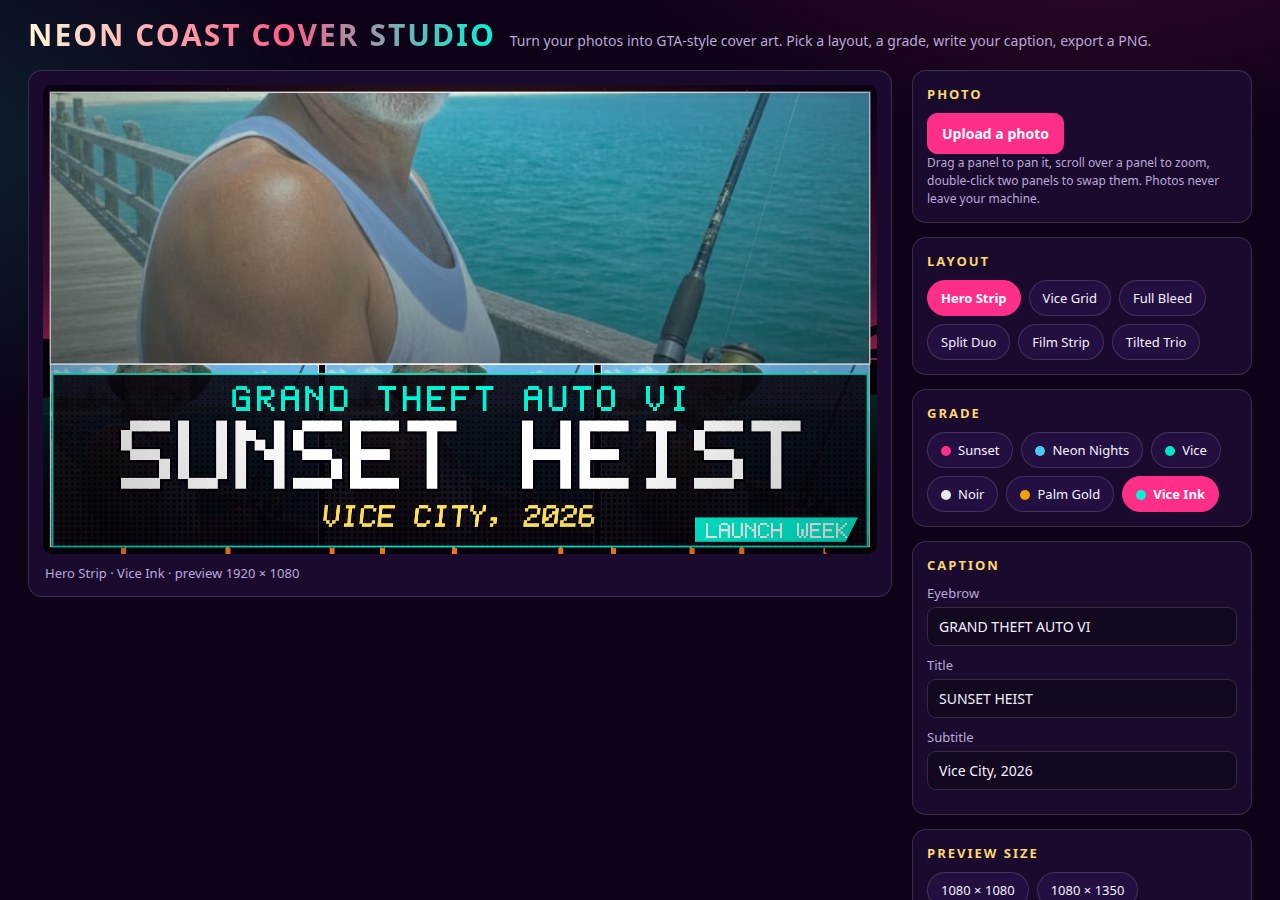 NEON COAST COVER STUDIO Turn your photos into GTA-style cover art. Pick a layout, a grade, write your caption, export a PNG.
GRAND THEFT AUTO VI
SUNSET HEIST
VICE CITY, 2026
LAUNCH WEEK
Hero Strip · Vice Ink · preview 1920 × 1080
PHOTO
Upload a photo
Drag a panel to pan it, scroll over a panel to zoom,
double-click two panels to swap them. Photos never
leave your machine.
LAYOUT
Hero Strip Vice Grid Full Bleed
Split Duo Film Strip Tilted Trio
GRADE
Sunset Neon Nights Vice
Noir Palm Gold Vice Ink
CAPTION
Eyebrow
GRAND THEFT AUTO VI
Title
SUNSET HEIST
Subtitle
Vice City, 2026
PREVIEW SIZE
1080 × 1080 1080 × 1350